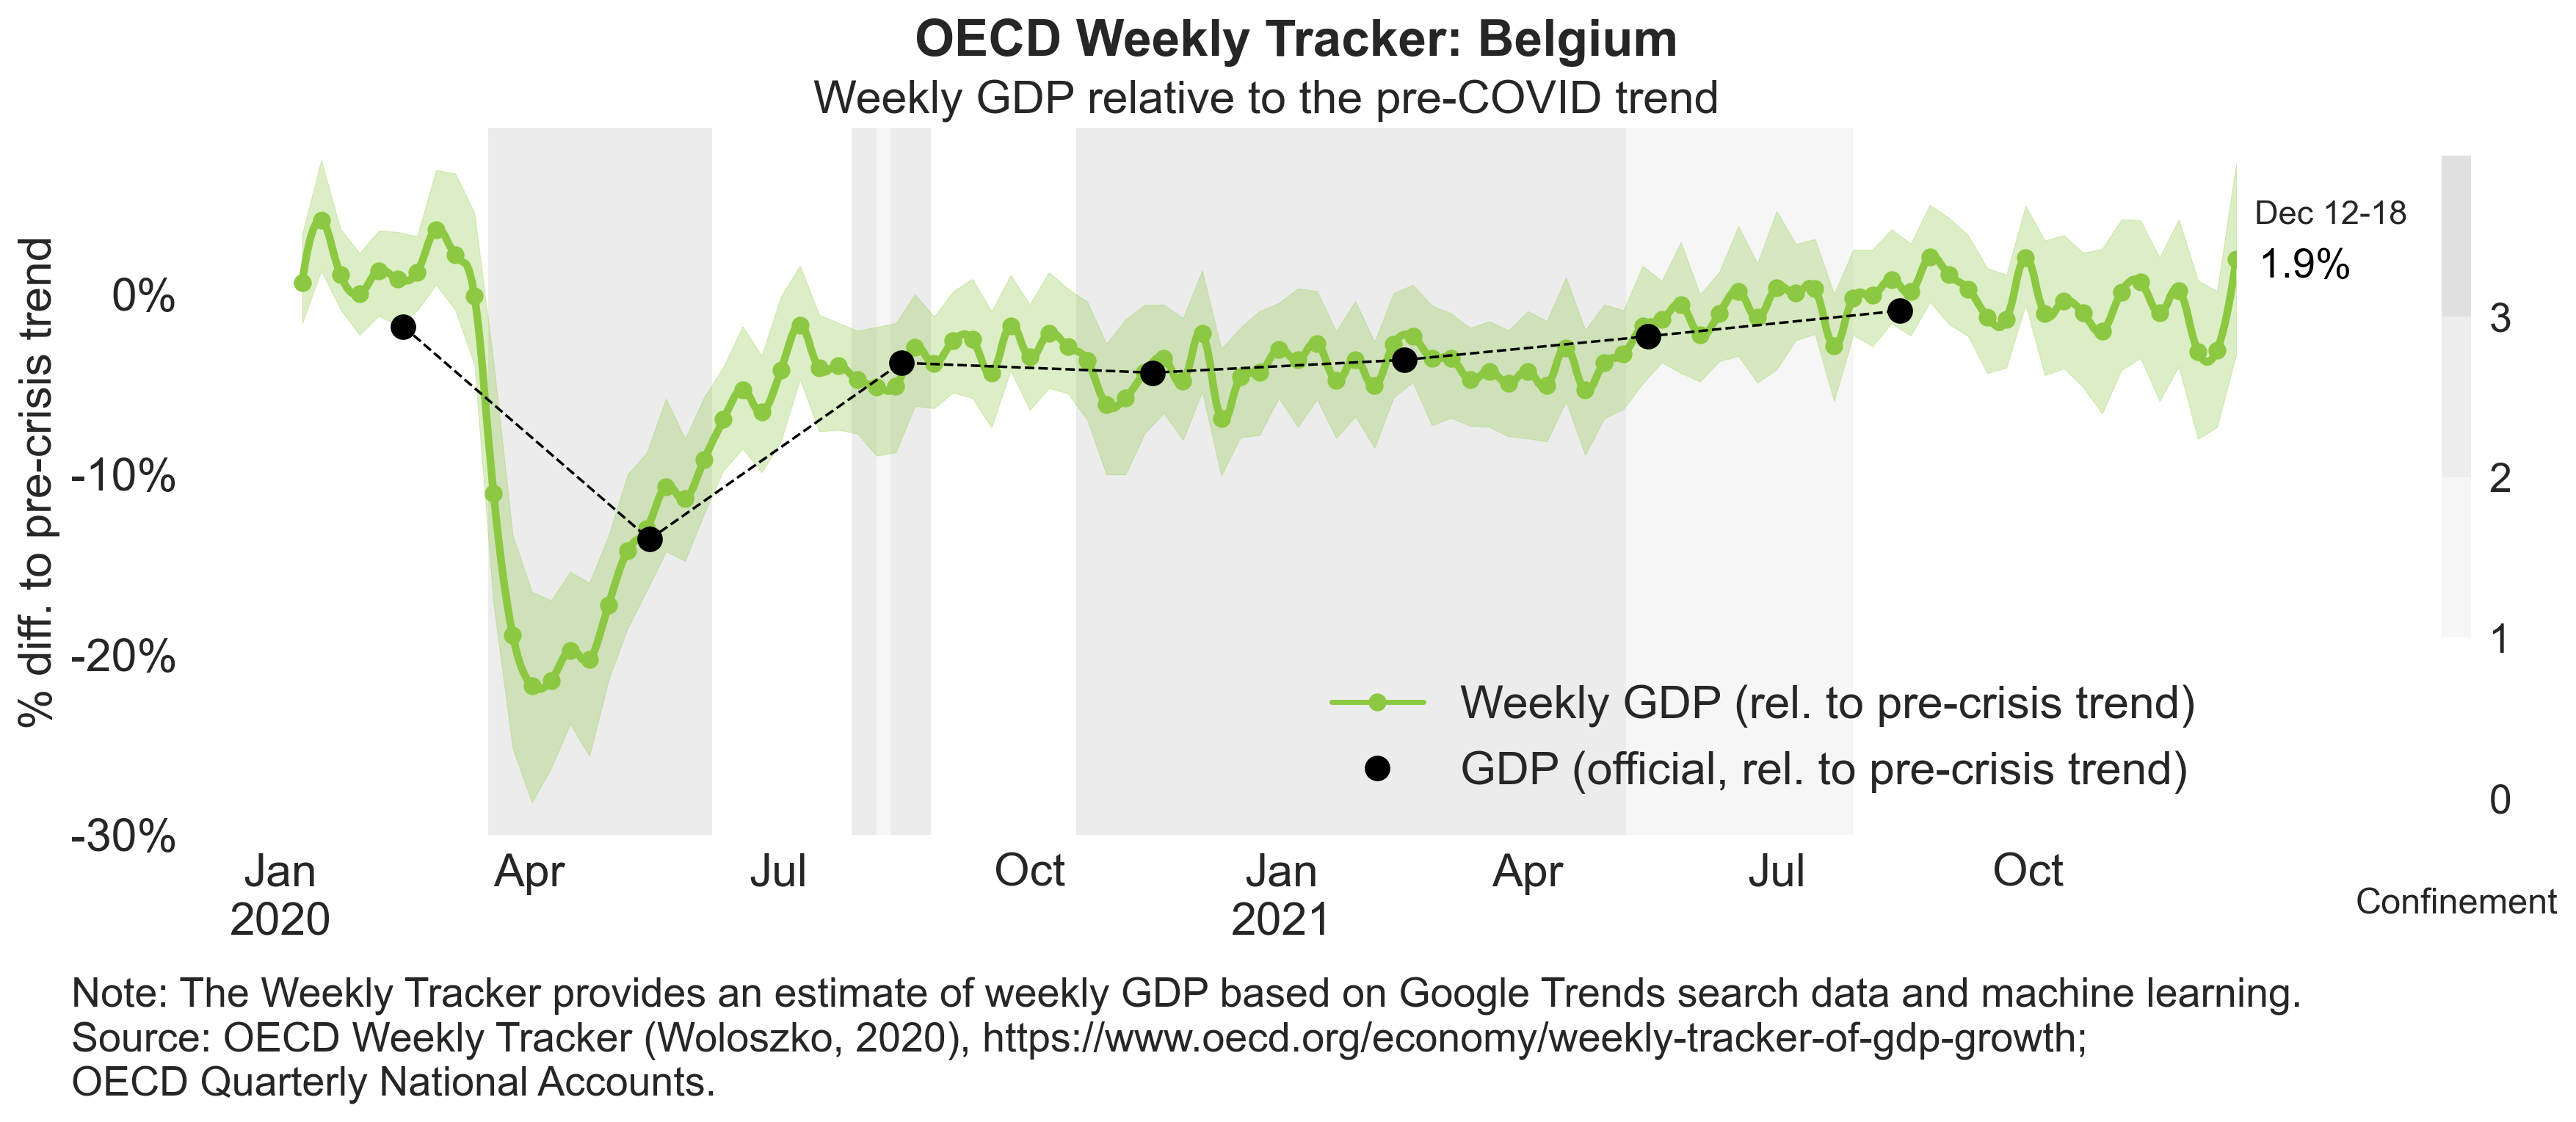 OECD Weekly Tracker: Belgium
Weekly GDP relative to the pre-COVID trend
% diff. to pre-crisis trend
0%
-10%
-20%
-30%
Dec 12-18
1.9%
3
2
1
0
Confinement
Weekly GDP (rel. to pre-crisis trend)
GDP (official, rel. to pre-crisis trend)
Jan Apr Jul Oct Jan Apr Jul Oct
2020 2021
Note: The Weekly Tracker provides an estimate of weekly GDP based on Google Trends search data and machine learning.
Source: OECD Weekly Tracker (Woloszko, 2020), https://www.oecd.org/economy/weekly-tracker-of-gdp-growth;
OECD Quarterly National Accounts.